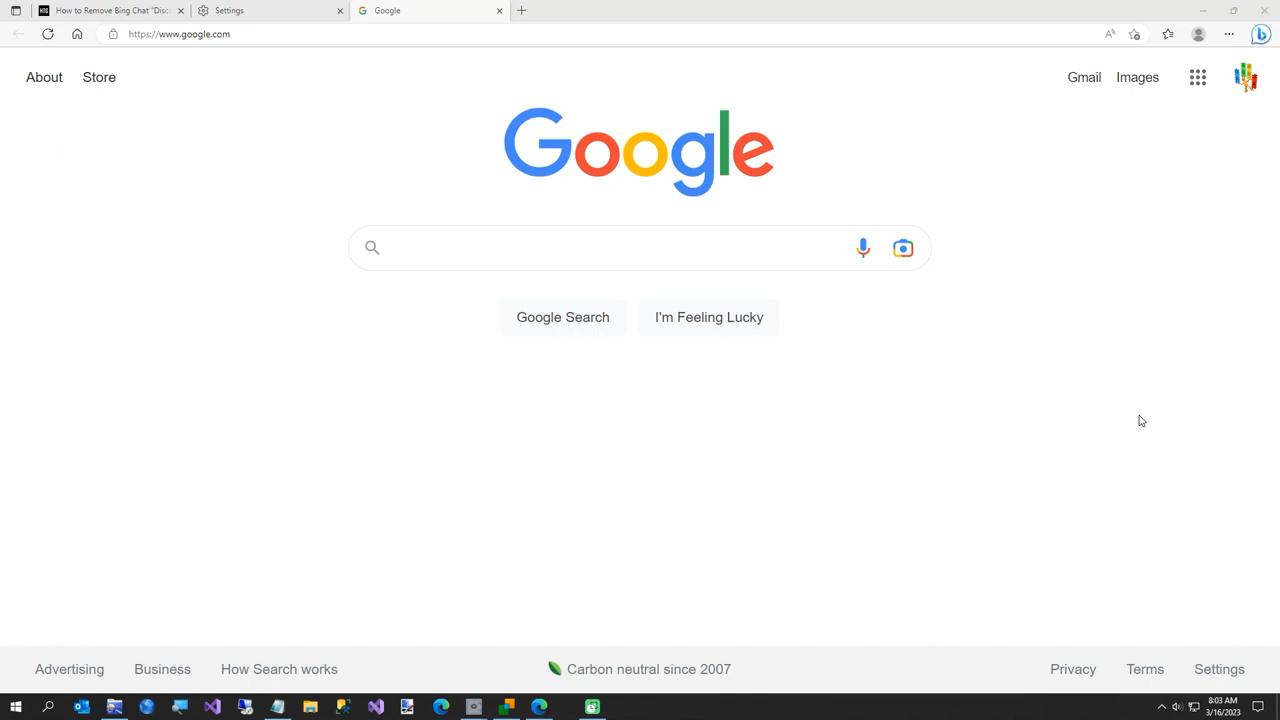 How to Remove Bing Chat "Disc
Settings
Google
https://www.google.com
About Store
Gmail Images
Google
Google Search I'm Feeling Lucky
Advertising Business How Search works
Carbon neutral since 2007
Privacy Terms Settings
8:03 AM
3/16/2023